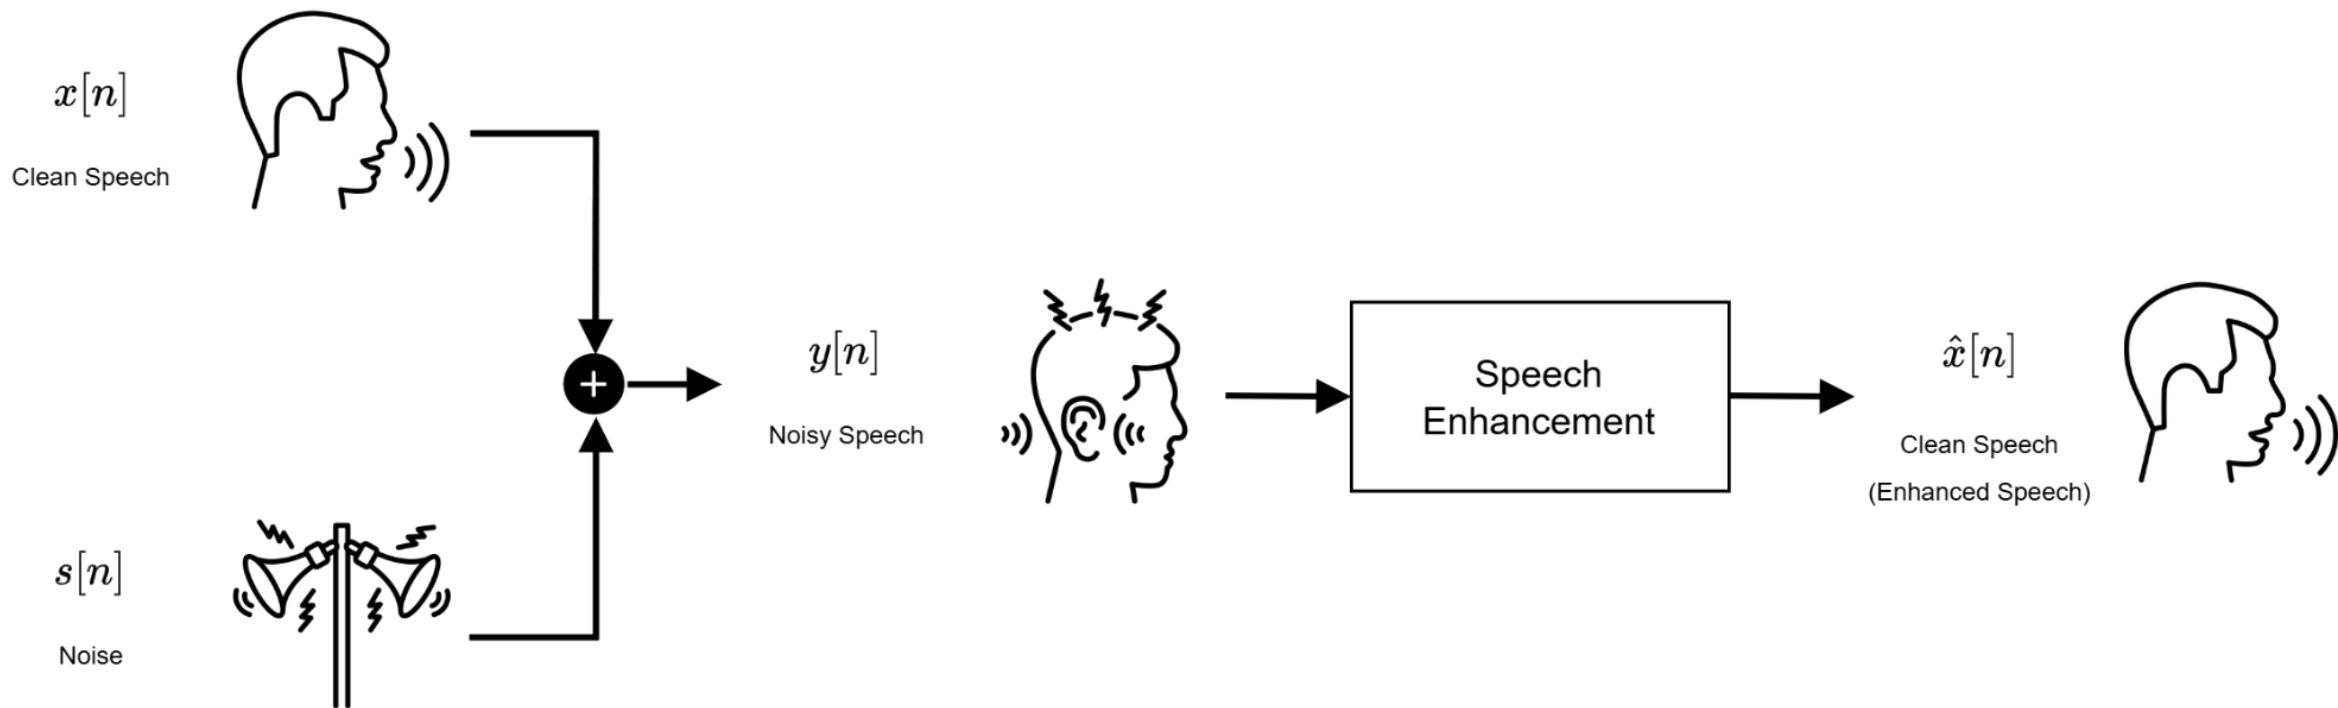 x[n]
Clean Speech
s[n]
Noise
+
y[n]
Noisy Speech
Speech
Enhancement
x̂[n]
Clean Speech
(Enhanced Speech)